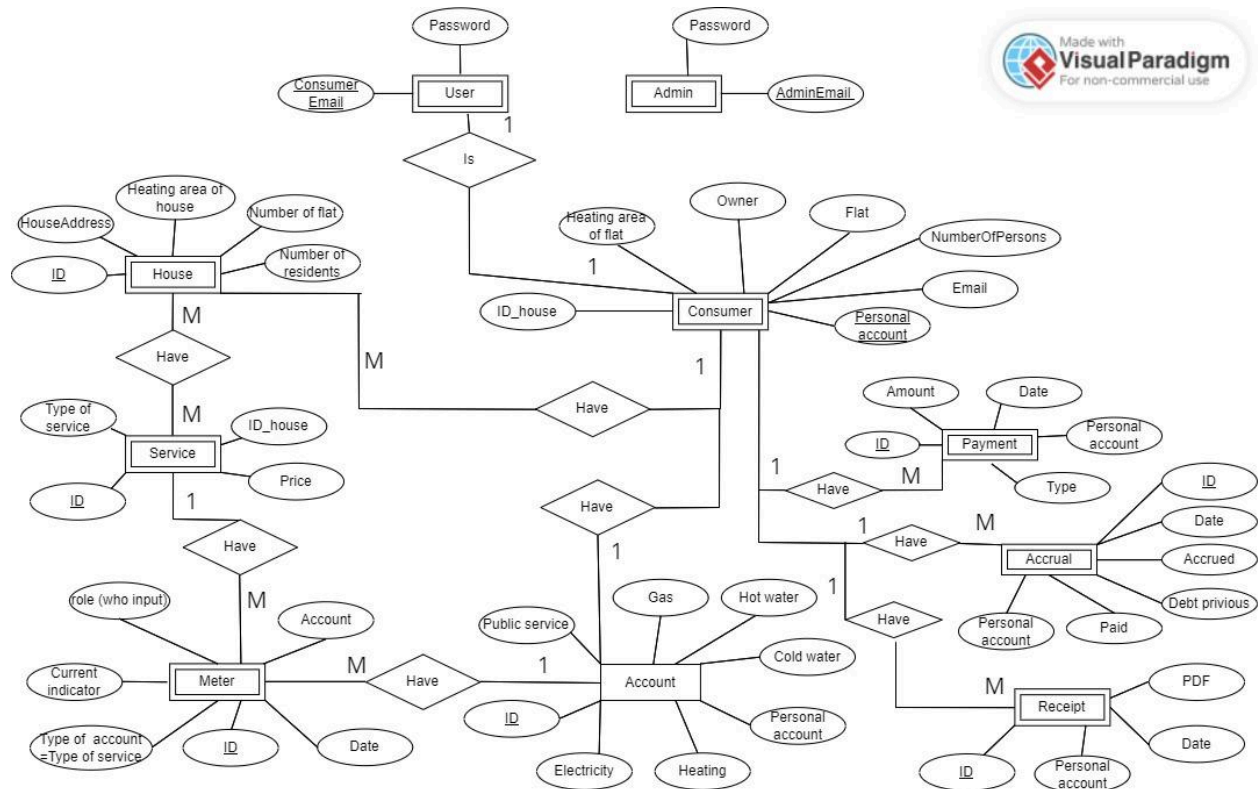 Password
Password
Made with
Visual Paradigm
For non-commercial use
Consumer
Email
User
Admin
AdminEmail
1
Is
Heating area of
house
HouseAddress
Number of flat
Number of
residents
ID
House
Owner
Heating area
of flat
Flat
NumberOfPersons
1
Email
ID_house
Consumer
Personal
account
M
Have
M
1
Have
M
Type of
service
ID_house
Service
ID
Price
Amount
Date
ID
Payment
Personal
account
1
Have
M
Type
1
Have
Have
1
1
Have
M
ID
Date
Accrual
Accrued
Debt privious
Personal
account
Paid
1
Have
M
role (who input)
Account
Gas
Hot water
Public service
Cold water
Current
indicator
Meter
M
Have
1
Account
Personal
account
ID
Type of account
=Type of service
ID
Date
Electricity
Heating
M
Receipt
PDF
Date
ID
Personal
account